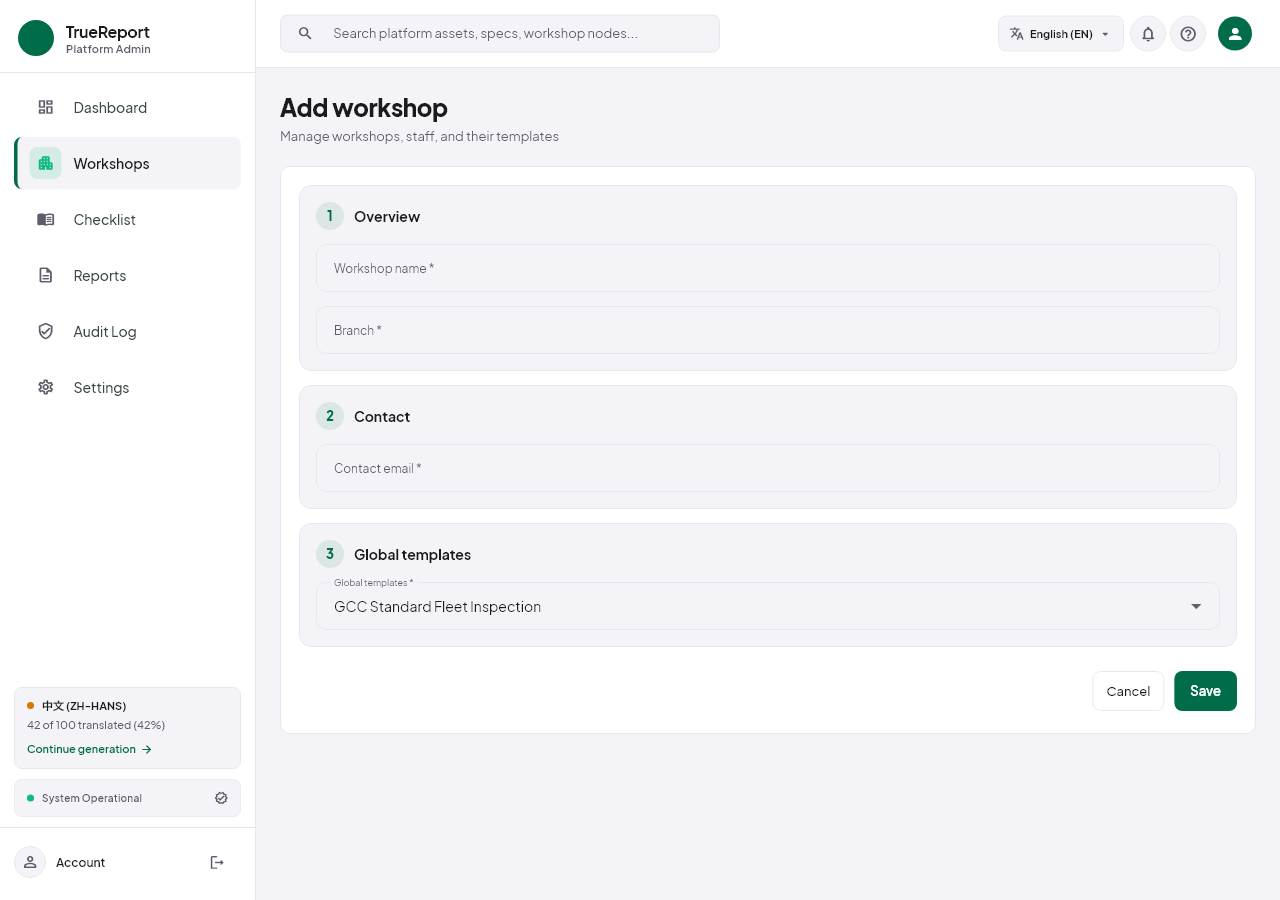 TrueReport
Platform Admin
Search platform assets, specs, workshop nodes...
English (EN)
Dashboard
Workshops
Checklist
Reports
Audit Log
Settings
中文 (ZH-HANS)
42 of 100 translated (42%)
Continue generation →
System Operational
Account
Add workshop
Manage workshops, staff, and their templates
1 Overview
Workshop name *
Branch *
2 Contact
Contact email *
3 Global templates
Global templates *
GCC Standard Fleet Inspection
Cancel
Save